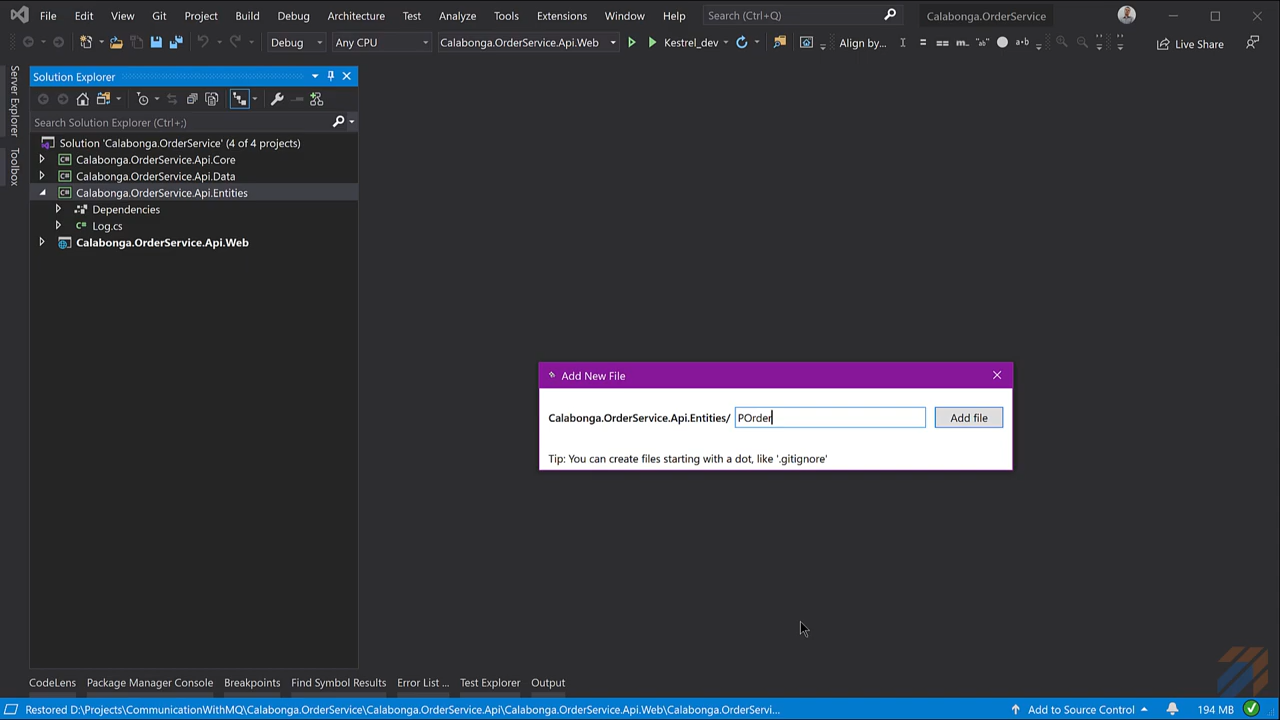 File Edit View Git Project Build Debug Architecture Test Analyze Tools Extensions Window Help Search (Ctrl+Q) Calabonga.OrderService
Debug Any CPU Calabonga.OrderService.Api.Web Kestrel_dev Align by... Live Share
Server Explorer
Toolbox
Solution Explorer
Search Solution Explorer (Ctrl+;)
Solution 'Calabonga.OrderService' (4 of 4 projects)
Calabonga.OrderService.Api.Core
Calabonga.OrderService.Api.Data
Calabonga.OrderService.Api.Entities
Dependencies
C# Log.cs
Calabonga.OrderService.Api.Web
Add New File
Calabonga.OrderService.Api.Entities/ POrder Add file
Tip: You can create files starting with a dot, like '.gitignore'
CodeLens Package Manager Console Breakpoints Find Symbol Results Error List ... Test Explorer Output
Restored D:\Projects\CommunicationWithMQ\Calabonga.OrderService\Calabonga.OrderService.Api\Calabonga.OrderService.Api.Web\Calabonga.OrderServi... Add to Source Control 194 MB